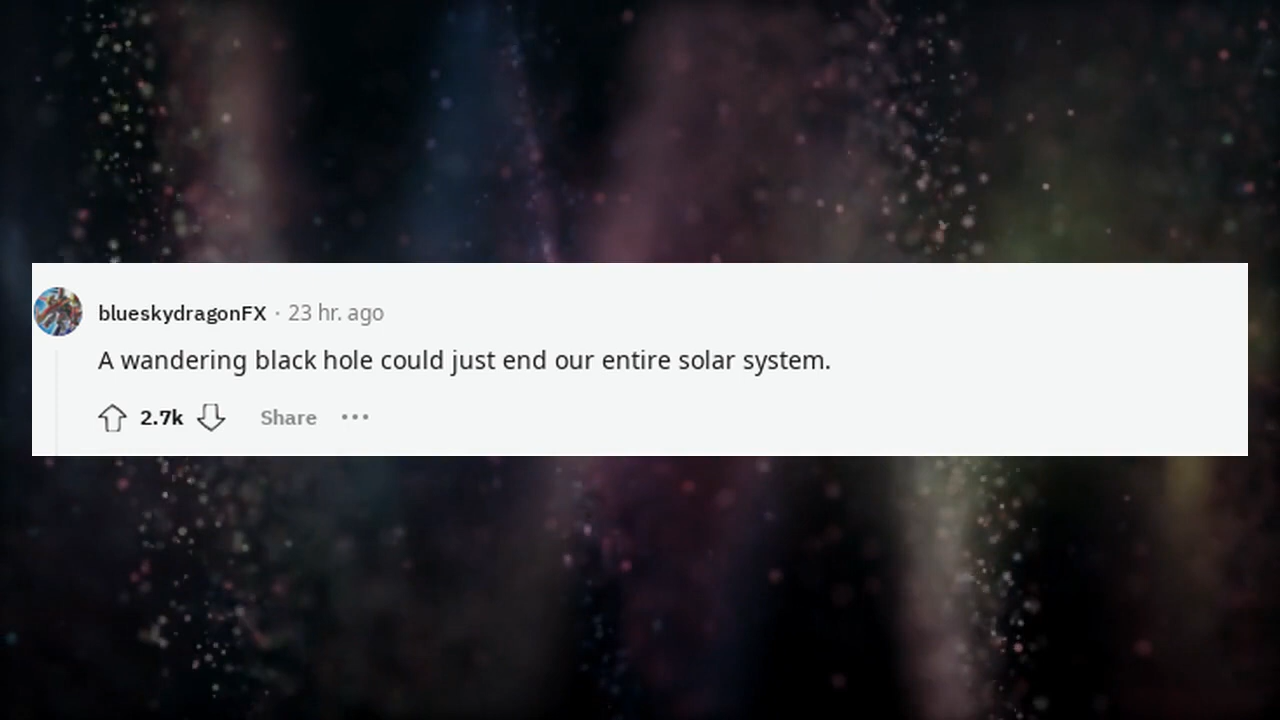 blueskydragonFX · 23 hr. ago
A wandering black hole could just end our entire solar system.
2.7k Share •••